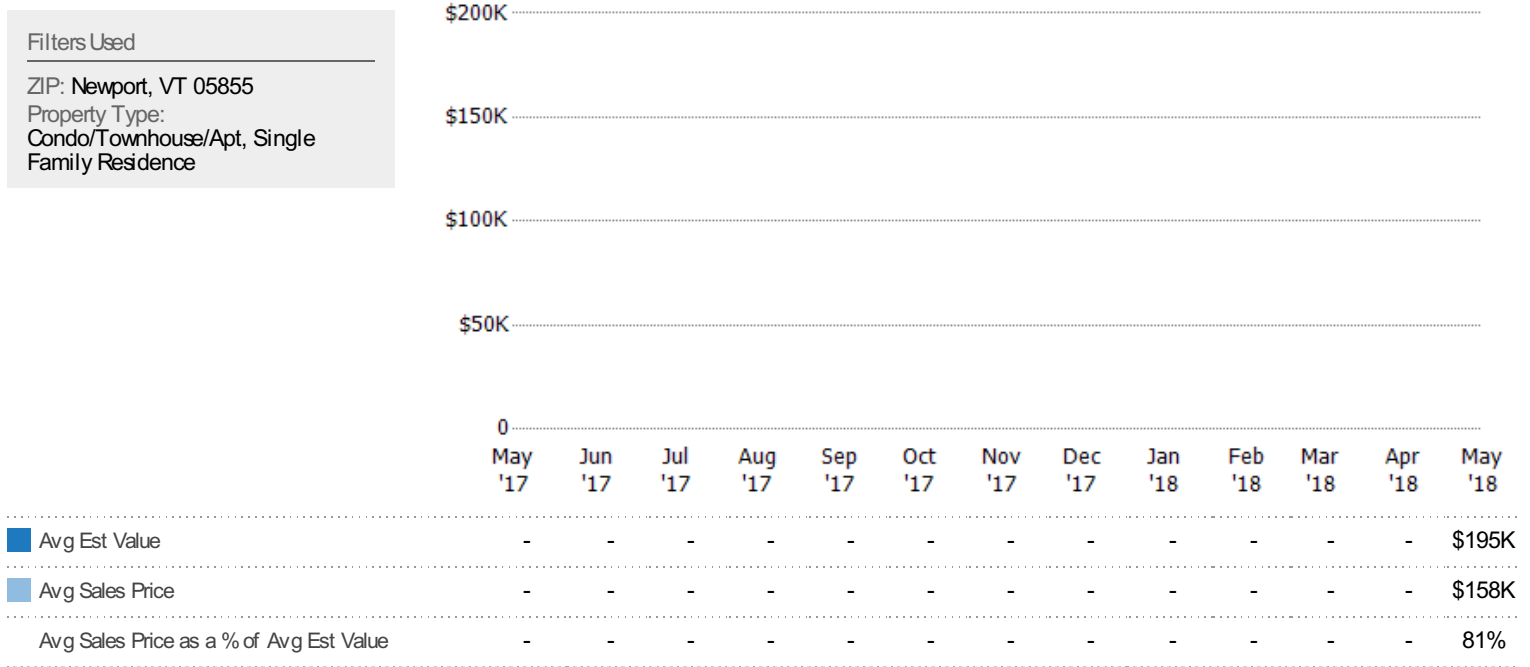 Filters Used
ZIP: Newport, VT 05855
Property Type:
Condo/Townhouse/Apt, Single
Family Residence
$200K
$150K
$100K
$50K
0
May Jun Jul Aug Sep Oct Nov Dec Jan Feb Mar Apr May
'17 '17 '17 '17 '17 '17 '17 '17 '18 '18 '18 '18 '18
Avg Est Value - - - - - - - - - - - - $195K
Avg Sales Price - - - - - - - - - - - - $158K
Avg Sales Price as a % of Avg Est Value - - - - - - - - - - - - 81%